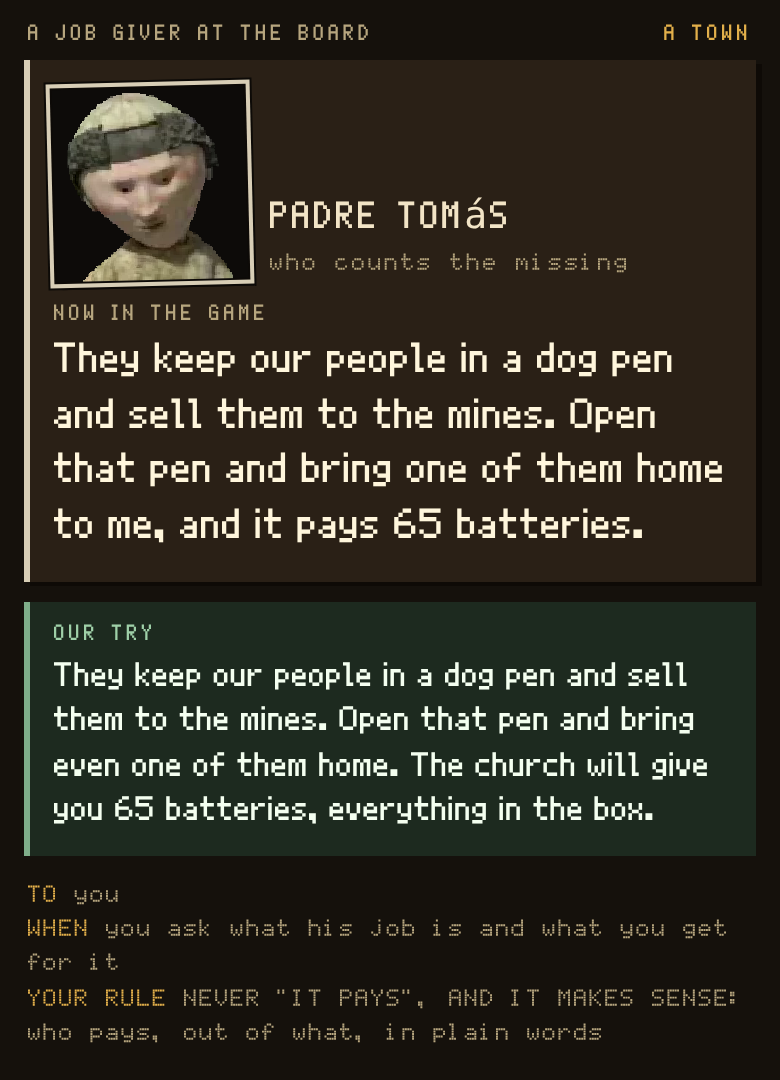 A JOB GIVER AT THE BOARD
A TOWN
PADRE TOMáS
who counts the missing
NOW IN THE GAME
They keep our people in a dog pen
and sell them to the mines. Open
that pen and bring one of them home
to me, and it pays 65 batteries.
OUR TRY
They keep our people in a dog pen and sell
them to the mines. Open that pen and bring
even one of them home. The church will give
you 65 batteries, everything in the box.
TO you
WHEN you ask what his job is and what you get
for it
YOUR RULE NEVER "IT PAYS", AND IT MAKES SENSE:
who pays, out of what, in plain words